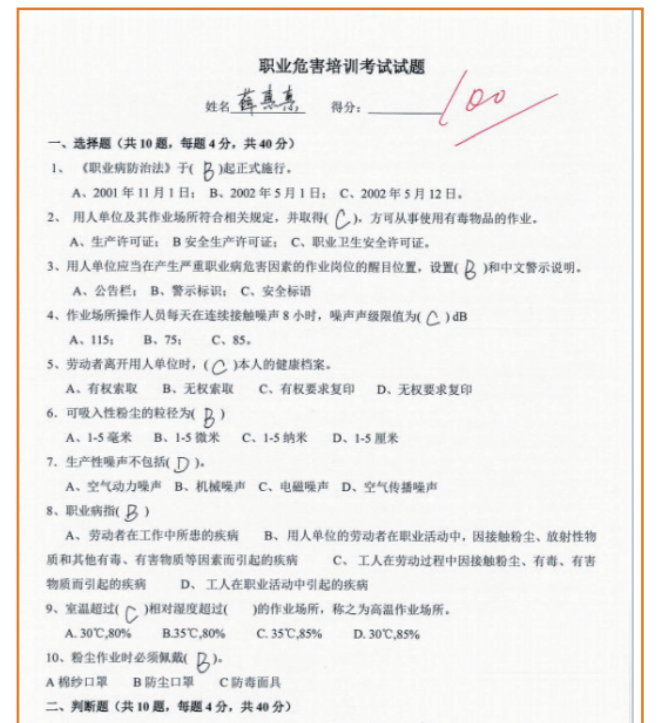 职业危害培训考试试题
姓名 薛真真 得分: 100
一、选择题(共10题,每题4分,共40分)
1、 《职业病防治法》于( B )起正式施行。
A、2001年11月1日; B、2002年5月1日; C、2002年5月12日。
2、 用人单位及其作业场所符合相关规定,并取得( C ),方可从事使用有毒物品的作业。
A、生产许可证; B 安全生产许可证; C、职业卫生安全许可证。
3、用人单位应当在产生严重职业病危害因素的作业岗位的醒目位置,设置( B )和中文警示说明。
A、公告栏; B、警示标识; C、安全标语
4、作业场所操作人员每天在连续接触噪声8小时,噪声声级限值为( C ) dB
A、115; B、75; C、85。
5、劳动者离开用人单位时,( C )本人的健康档案。
A、有权索取 B、无权索取 C、有权要求复印 D、无权要求复印
6. 可吸入性粉尘的粒径为( B )
A、1-5毫米 B、1-5微米 C、1-5纳米 D、1-5厘米
7. 生产性噪声不包括( D )。
A、空气动力噪声 B、机械噪声 C、电磁噪声 D、空气传播噪声
8、职业病指( B )
A、劳动者在工作中所患的疾病 B、用人单位的劳动者在职业活动中,因接触粉尘、放射性物
质和其他有毒、有害物质等因素而引起的疾病 C、工人在劳动过程中因接触粉尘、有毒、有害
物质而引起的疾病 D、工人在职业活动中引起的疾病
9、室温超过( C )相对湿度超过( )的作业场所,称之为高温作业场所。
A. 30℃,80% B.35℃,80% C. 35℃,85% D. 30℃,85%
10、粉尘作业时必须佩戴( B )。
A 棉纱口罩 B 防尘口罩 C 防毒面具
二、判断题(共10题,每题4分,共40分)